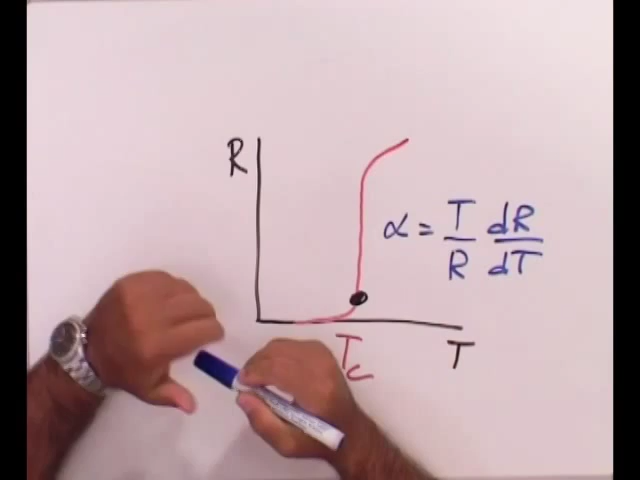 R
α = T/R dR/dT
Tc
T